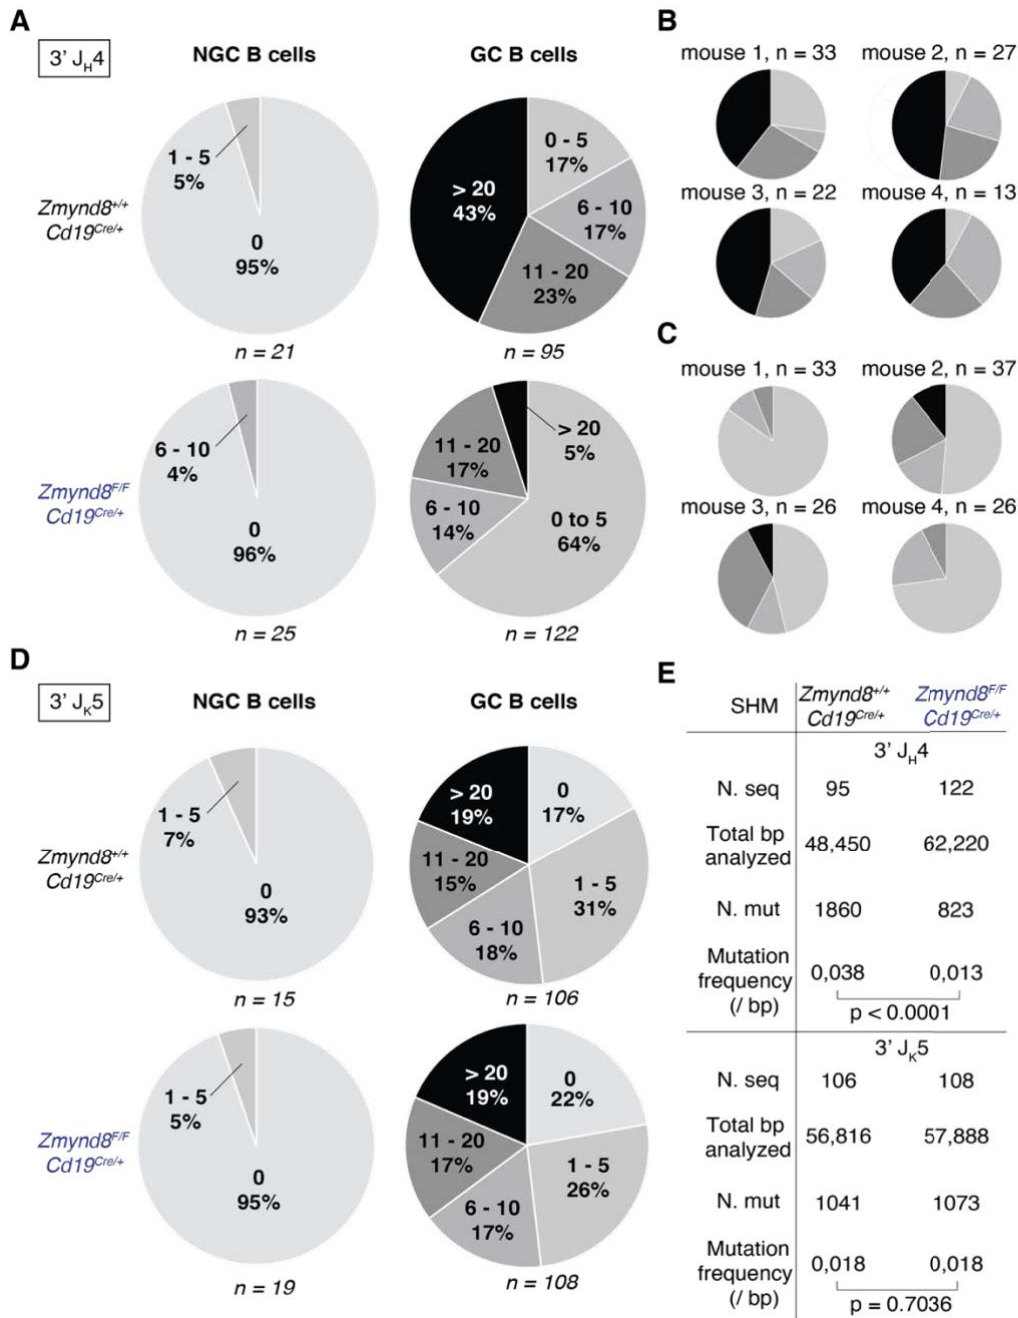 A
3' JH4
NGC B cells
GC B cells
Zmynd8+/+
Cd19Cre/+
1 - 5
5%
0
95%
n = 21
0 - 5
17%
6 - 10
17%
11 - 20
23%
> 20
43%
n = 95
Zmynd8F/F
Cd19Cre/+
6 - 10
4%
0
96%
n = 25
> 20
5%
11 - 20
17%
6 - 10
14%
0 to 5
64%
n = 122
B
mouse 1, n = 33
mouse 2, n = 27
mouse 3, n = 22
mouse 4, n = 13
C
mouse 1, n = 33
mouse 2, n = 37
mouse 3, n = 26
mouse 4, n = 26
D
3' JK5
NGC B cells
GC B cells
Zmynd8+/+
Cd19Cre/+
1 - 5
7%
0
93%
n = 15
> 20
19%
0
17%
11 - 20
15%
1 - 5
31%
6 - 10
18%
n = 106
Zmynd8F/F
Cd19Cre/+
1 - 5
5%
0
95%
n = 19
> 20
19%
0
22%
11 - 20
17%
1 - 5
26%
6 - 10
17%
n = 108
E
SHM
Zmynd8+/+
Cd19Cre/+
Zmynd8F/F
Cd19Cre/+
3' JH4
N. seq 95 122
Total bp
analyzed 48,450 62,220
N. mut 1860 823
Mutation
frequency 0,038 0,013
(/ bp)
p < 0.0001
3' JK5
N. seq 106 108
Total bp
analyzed 56,816 57,888
N. mut 1041 1073
Mutation
frequency 0,018 0,018
(/ bp)
p = 0.7036